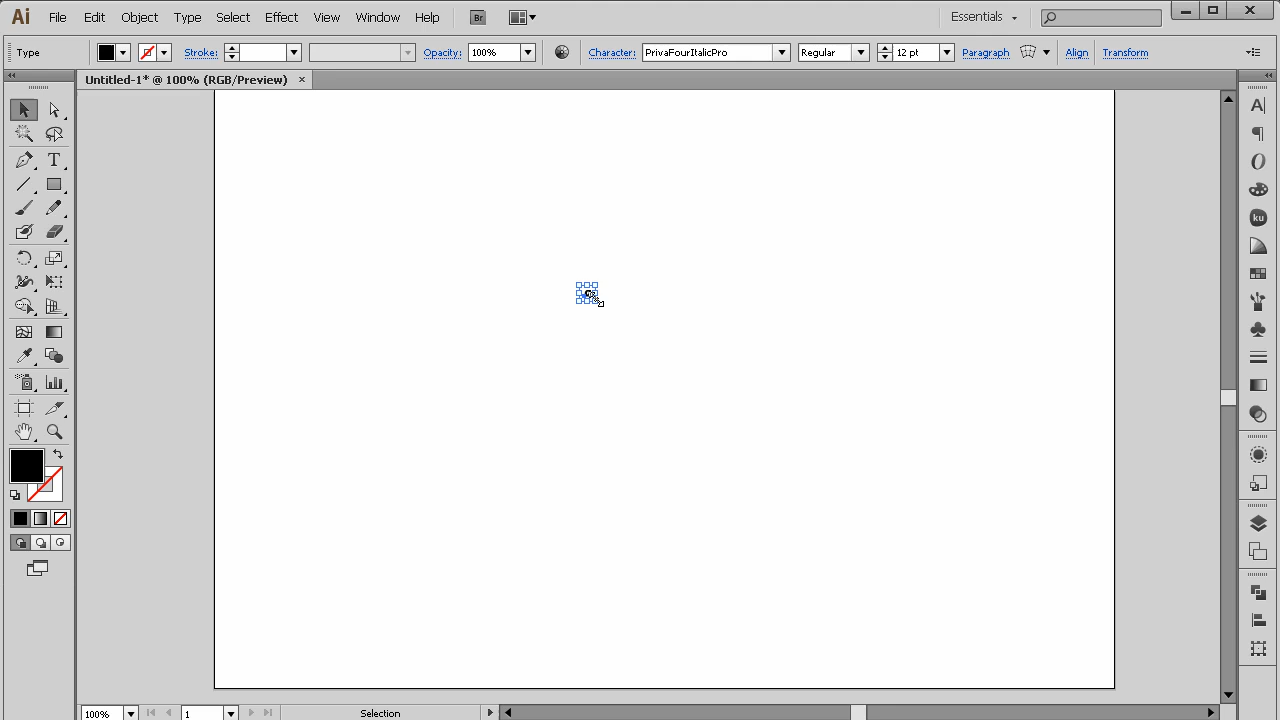 Ai File Edit Object Type Select Effect View Window Help Br Essentials
Type Stroke: Opacity: 100% Character: PrivaFourItalicPro Regular 12 pt Paragraph Align Transform
Untitled-1* @ 100% (RGB/Preview) ×
ku
100% 1 Selection